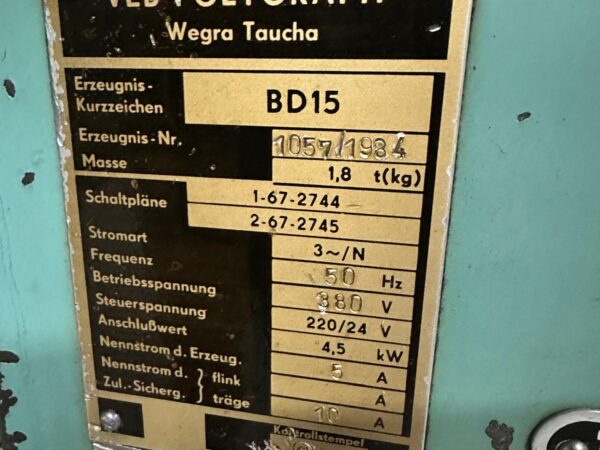 VEB POLYGRAPH
Wegra Taucha
Erzeugnis-
Kurzzeichen BD15
Erzeugnis-Nr. 1057/1984
Masse 1,8 t(kg)
Schaltpläne 1-67-2744
2-67-2745
Stromart 3~/N
Frequenz 50 Hz
Betriebsspannung 380 V
Steuerspannung 220/24 V
Anschlußwert 4,5 kW
Nennstrom d. Erzeug. 5 A
Nennstrom d. } flink A
Zul.-Sicherg. } träge 10 A
Kontrollstempel